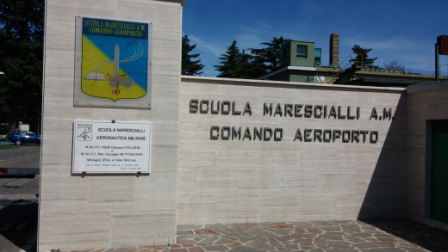 SCUOLA MARESCIALLI A.M.
COMANDO AEROPORTO
SCUOLA MARESCIALLI
AERONAUTICA MILITARE
SCUOLA MARESCIALLI A.M.
COMANDO AEROPORTO